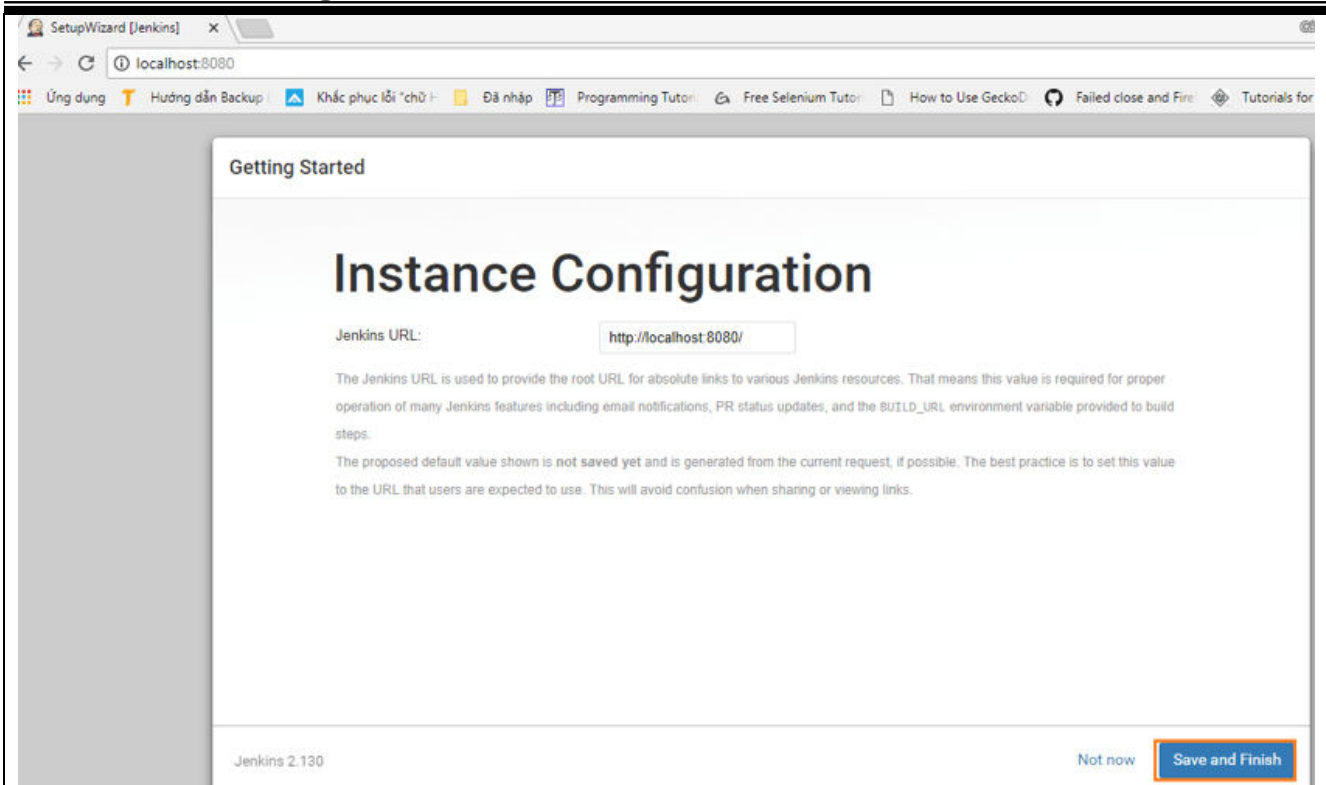 SetupWizard [Jenkins]
localhost:8080
Ứng dụng Hướng dẫn Backup Khắc phục lỗi "chữ H Đã nhập Programming Tutor Free Selenium Tutor How to Use GeckoD Failed close and Fire Tutorials for
Getting Started
Instance Configuration
Jenkins URL: http://localhost:8080/
The Jenkins URL is used to provide the root URL for absolute links to various Jenkins resources. That means this value is required for proper
operation of many Jenkins features including email notifications, PR status updates, and the BUILD_URL environment variable provided to build
steps.
The proposed default value shown is not saved yet and is generated from the current request, if possible. The best practice is to set this value
to the URL that users are expected to use. This will avoid confusion when sharing or viewing links.
Jenkins 2.130 Not now Save and Finish